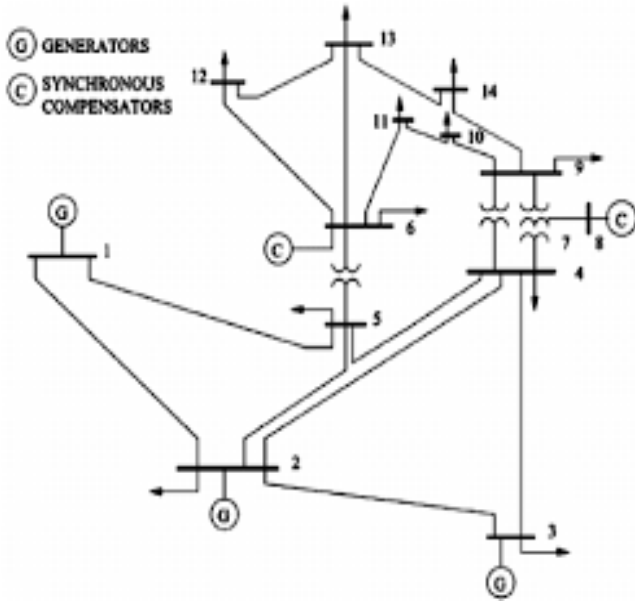 G GENERATORS
C SYNCHRONOUS
COMPENSATORS
13
12
14
11
10
9
G
C
6
C
7
8
1
4
5
2
G
3
G